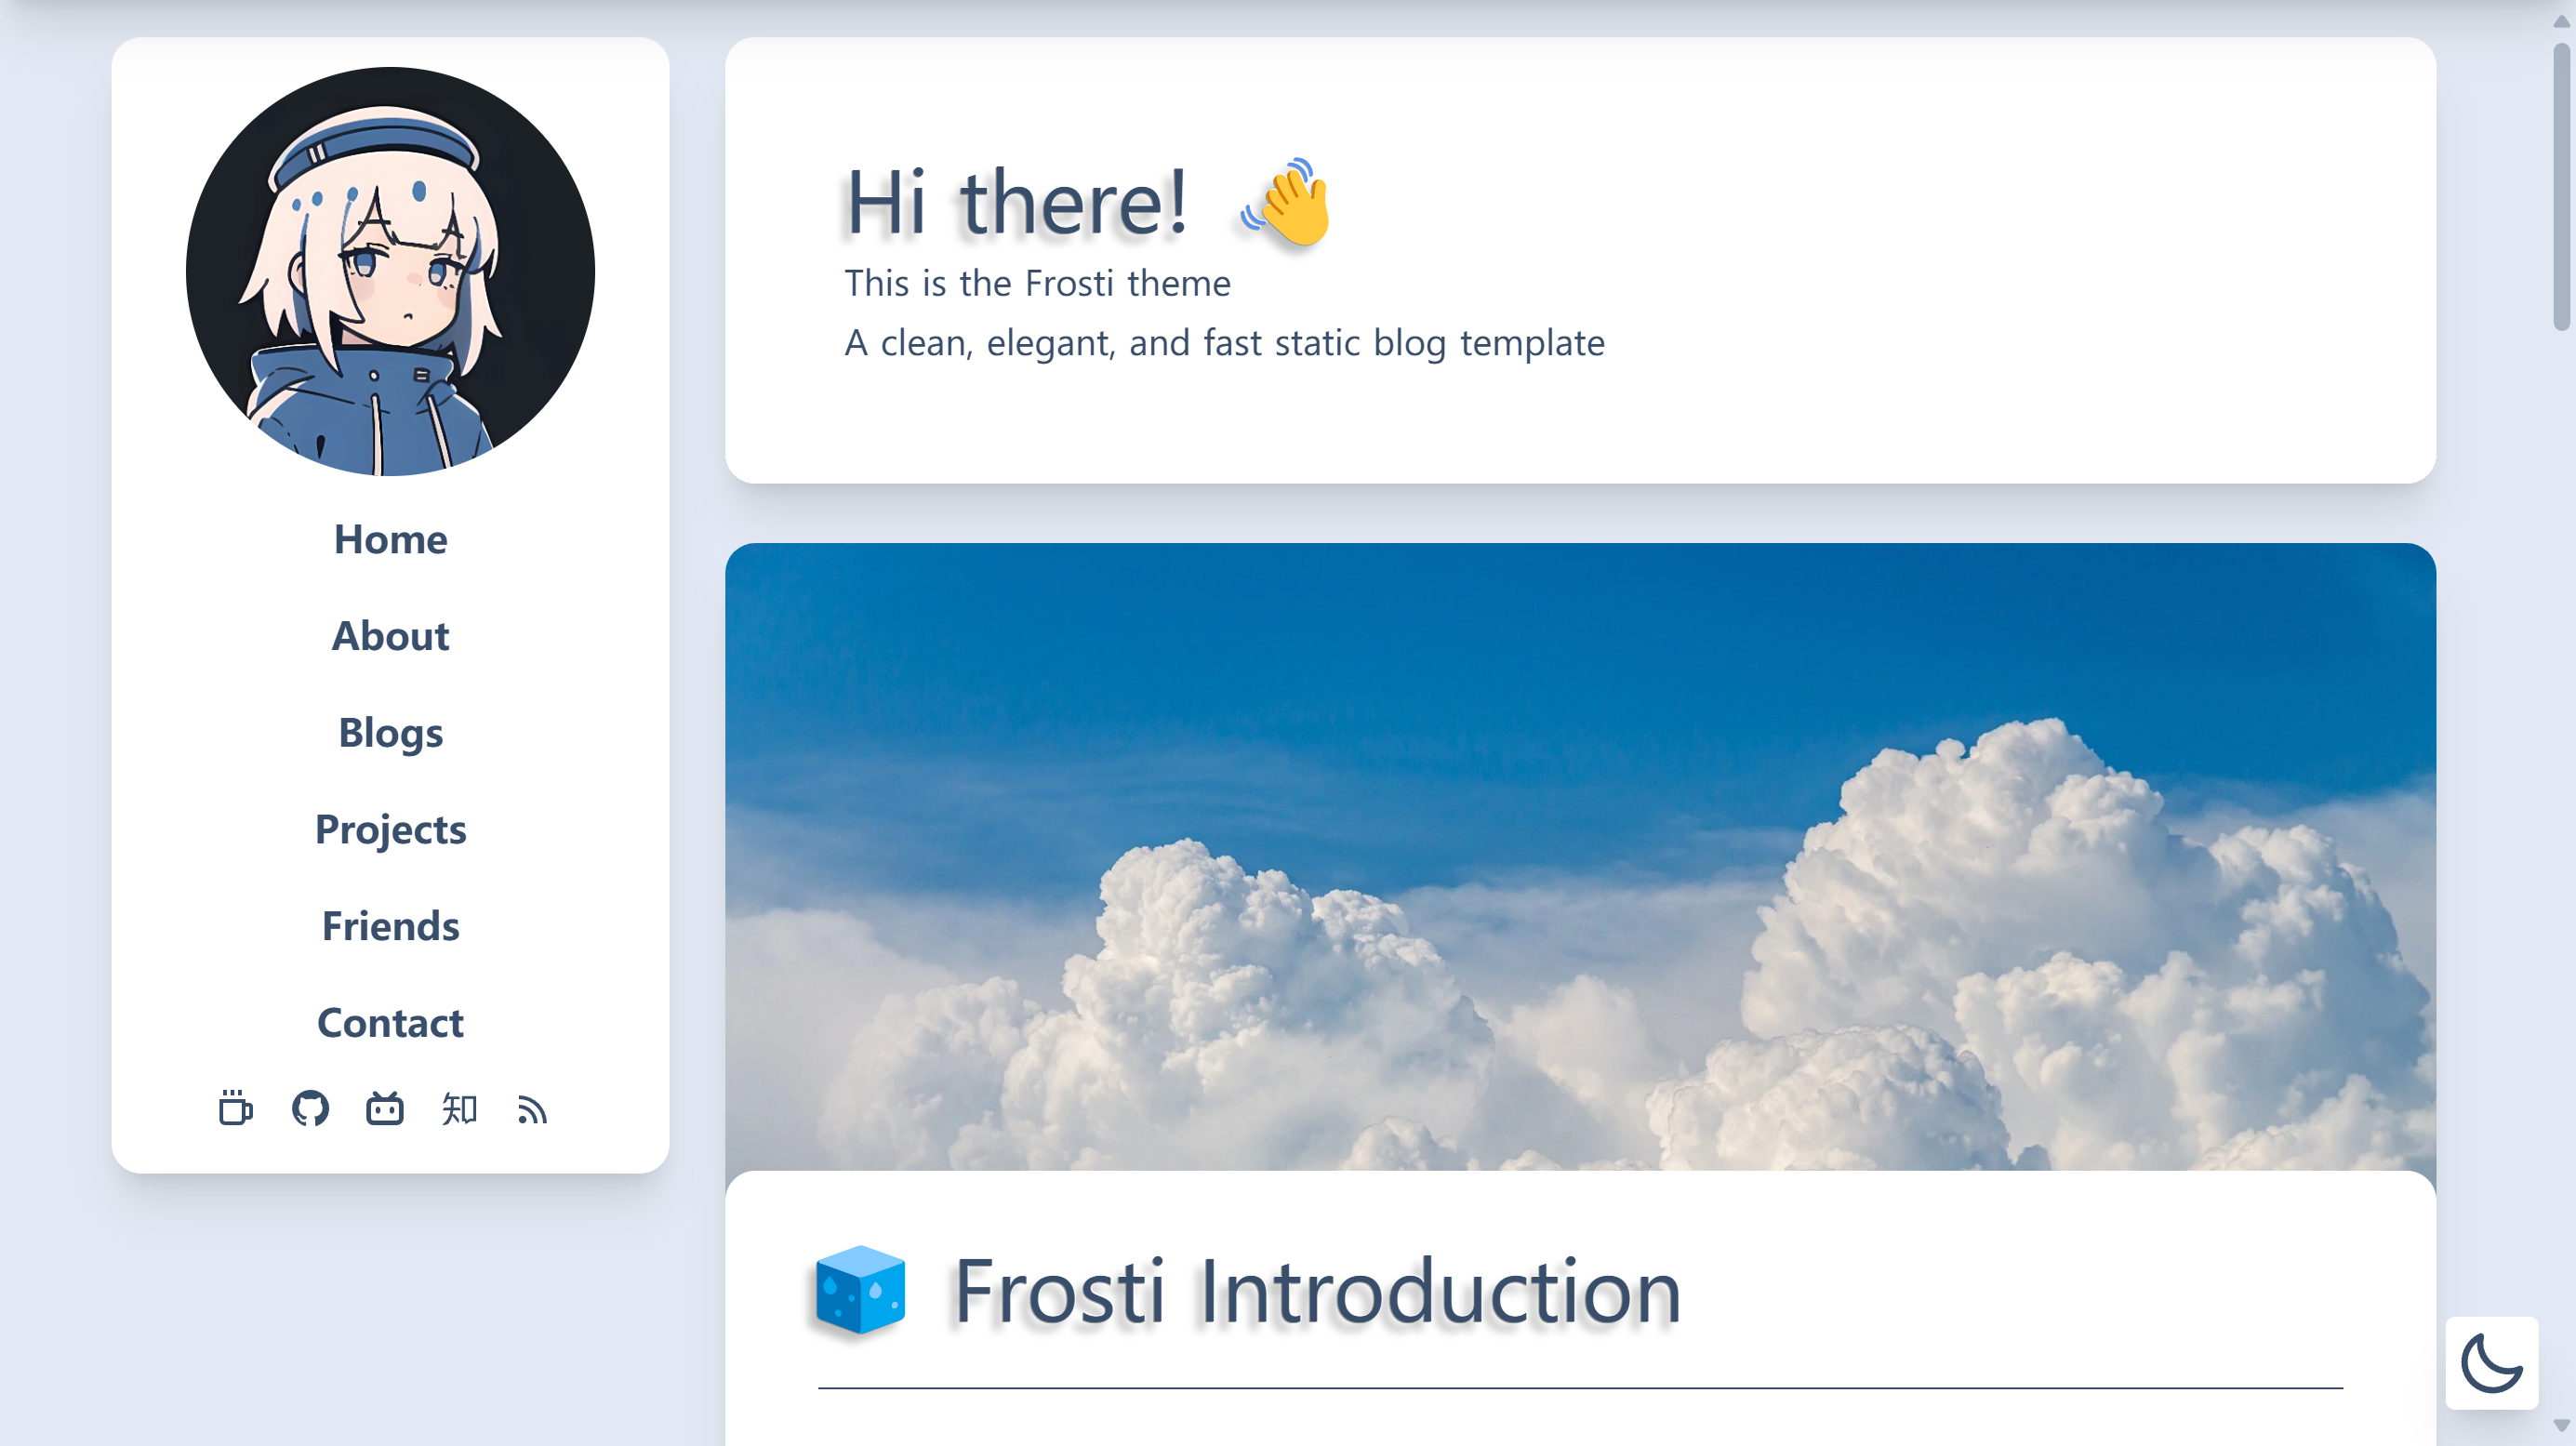 Home
About
Blogs
Projects
Friends
Contact
知
Hi there! 👋
This is the Frosti theme
A clean, elegant, and fast static blog template
Frosti Introduction